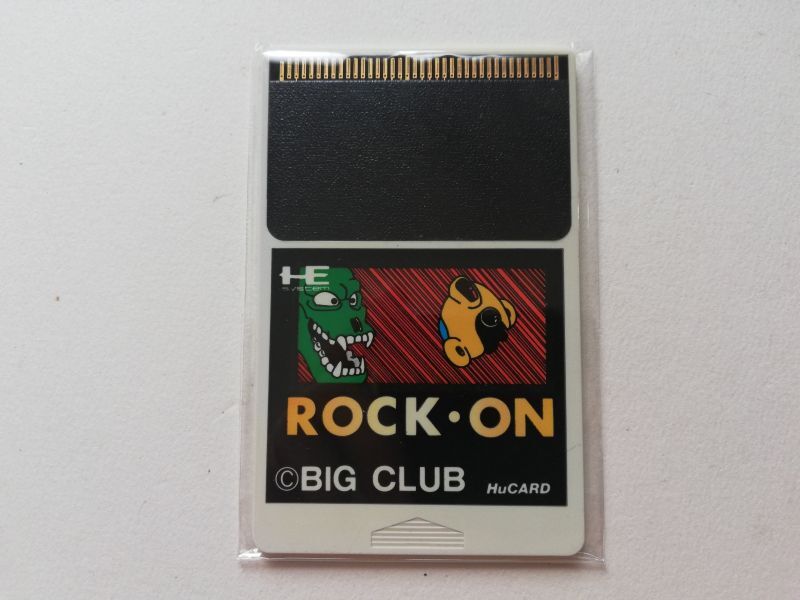 HE
system
ROCK・ON
©BIG CLUB
HuCARD